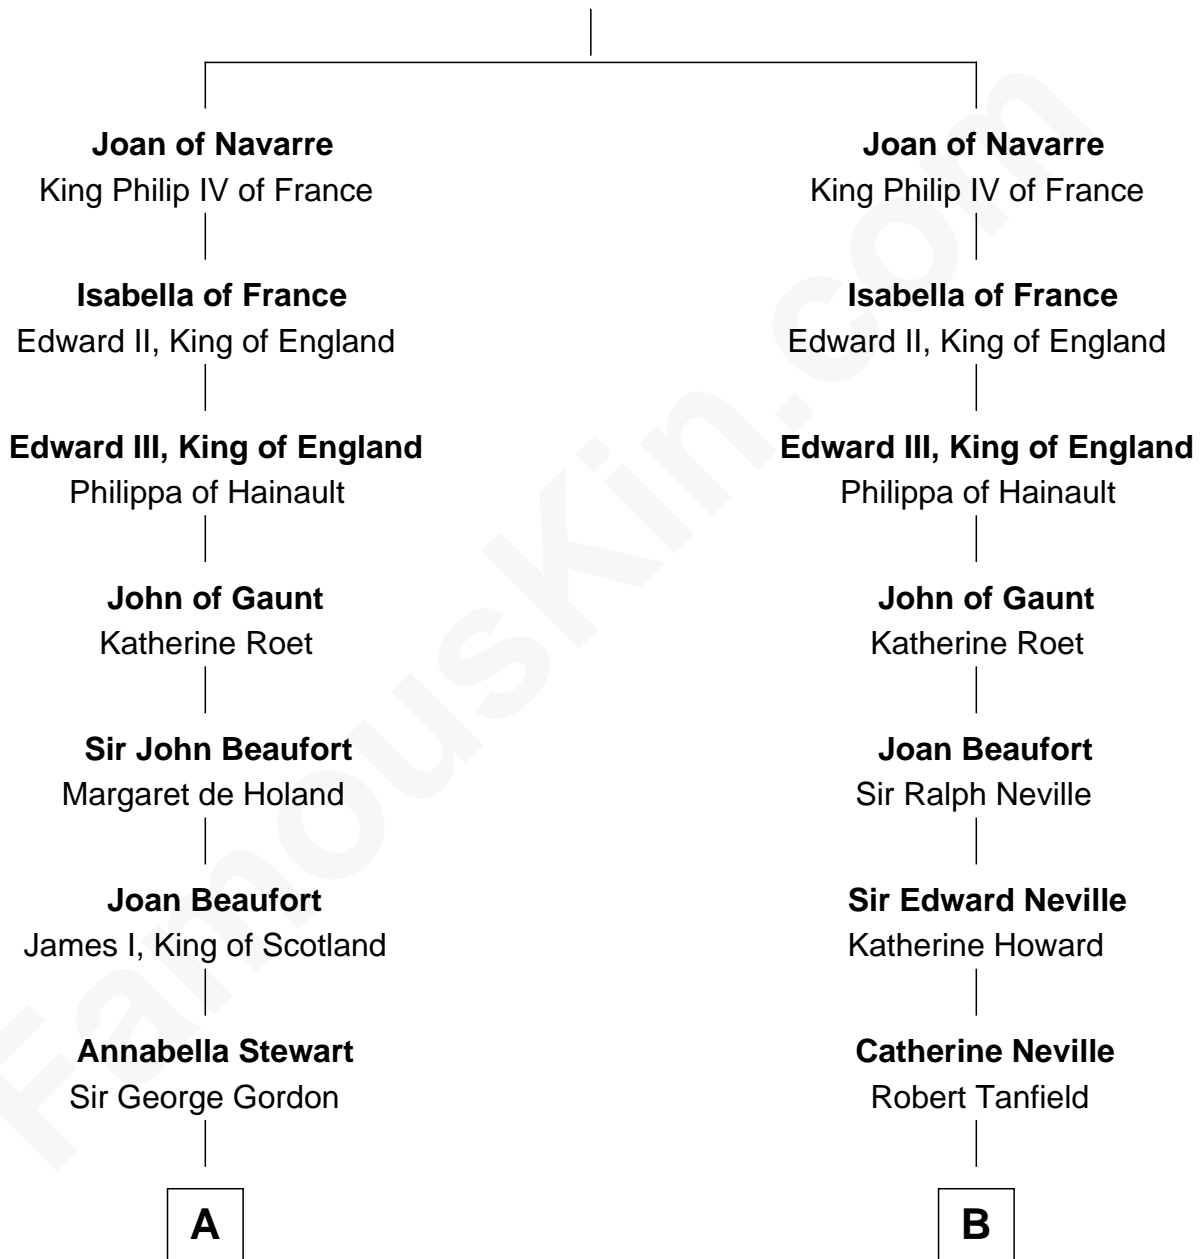 Joan of Navarre
King Philip IV of France
Isabella of France
Edward II, King of England
Edward III, King of England
Philippa of Hainault
John of Gaunt
Katherine Roet
Sir John Beaufort
Margaret de Holand
Joan Beaufort
James I, King of Scotland
Annabella Stewart
Sir George Gordon
A
Joan of Navarre
King Philip IV of France
Isabella of France
Edward II, King of England
Edward III, King of England
Philippa of Hainault
John of Gaunt
Katherine Roet
Joan Beaufort
Sir Ralph Neville
Sir Edward Neville
Katherine Howard
Catherine Neville
Robert Tanfield
B
FamousKin.com